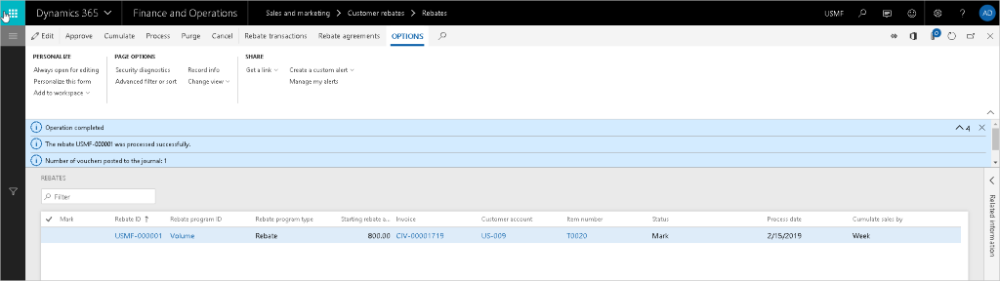 Dynamics 365 Finance and Operations Sales and marketing > Customer rebates > Rebates USMF ? AD
Edit Approve Cumulate Process Purge Cancel Rebate transactions Rebate agreements OPTIONS 0
PERSONALIZE PAGE OPTIONS SHARE
Always open for editing Security diagnostics Record info Get a link Create a custom alert
Personalize this form Advanced filter or sort Change view Manage my alerts
Add to workspace
Operation completed 4
The rebate USMF-000001 was processed successfully.
Number of vouchers posted to the journal: 1
REBATES
Filter
Mark Rebate ID ↑ Rebate program ID Rebate program type Starting rebate a... Invoice Customer account Item number Status Process date Cumulate sales by
USMF-000001 Volume Rebate 800.00 CIV-00001719 US-009 T0020 Mark 2/15/2019 Week
Related information